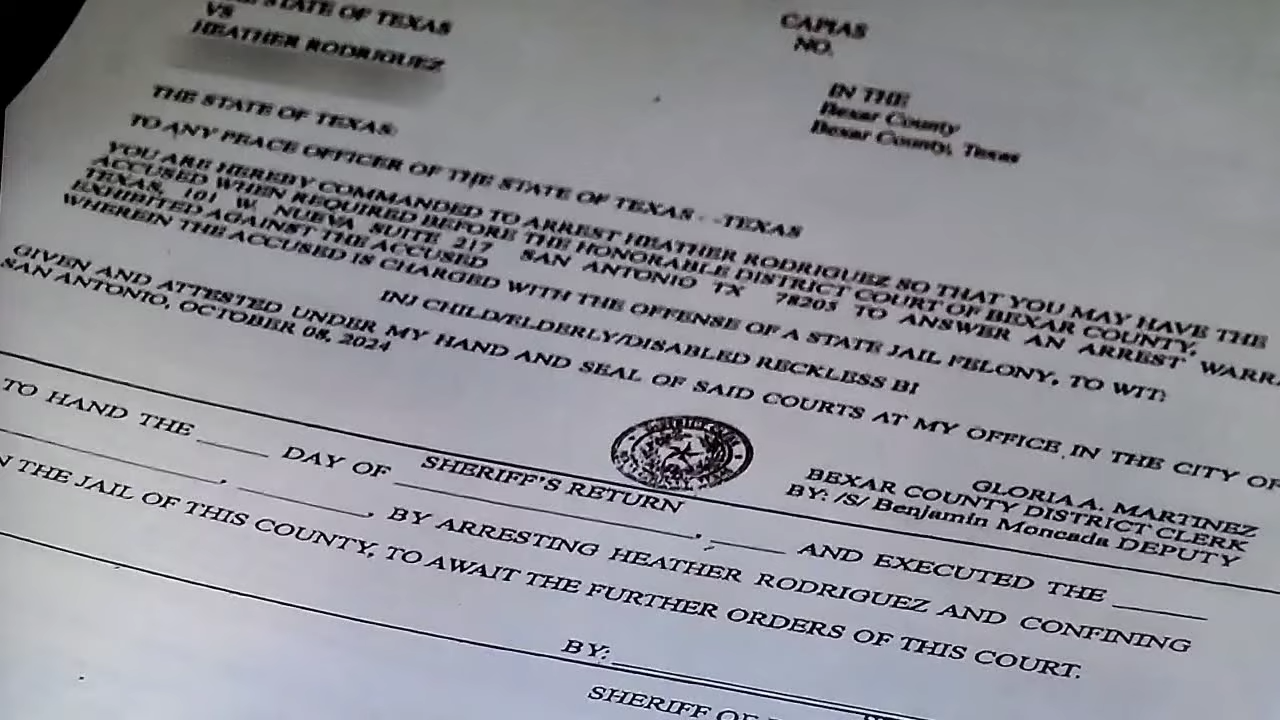 STATE OF TEXAS
VS
HEATHER RODRIGUEZ
CAPIAS
NO.
IN THE
Bexar County
Bexar County, Texas
THE STATE OF TEXAS:
TO ANY PEACE OFFICER OF THE STATE OF TEXAS - -TEXAS
YOU ARE HEREBY COMMANDED TO ARREST HEATHER RODRIGUEZ SO THAT YOU MAY HAVE THE
ACCUSED WHEN REQUIRED BEFORE THE HONORABLE DISTRICT COURT OF BEXAR COUNTY,
TEXAS, 101 W. NUEVA SUITE 217 SAN ANTONIO TX 78205 TO ANSWER AN ARREST WARRA
EXHIBITED AGAINST THE ACCUSED
WHEREIN THE ACCUSED IS CHARGED WITH THE OFFENSE OF A STATE JAIL FELONY, TO WIT:
INJ CHILD/ELDERLY/DISABLED RECKLESS BI
GIVEN AND ATTESTED UNDER MY HAND AND SEAL OF SAID COURTS AT MY OFFICE IN THE CITY OF
SAN ANTONIO, OCTOBER 08, 2024
GLORIA A. MARTINEZ
BEXAR COUNTY DISTRICT CLERK
BY: /S/ Benjamin Moncada DEPUTY
SHERIFF'S RETURN
TO HAND THE ____ DAY OF ____, ____ AND EXECUTED THE ____
____, ____, BY ARRESTING HEATHER RODRIGUEZ AND CONFINING
N THE JAIL OF THIS COUNTY, TO AWAIT THE FURTHER ORDERS OF THIS COURT.
BY:
SHERIFF OF